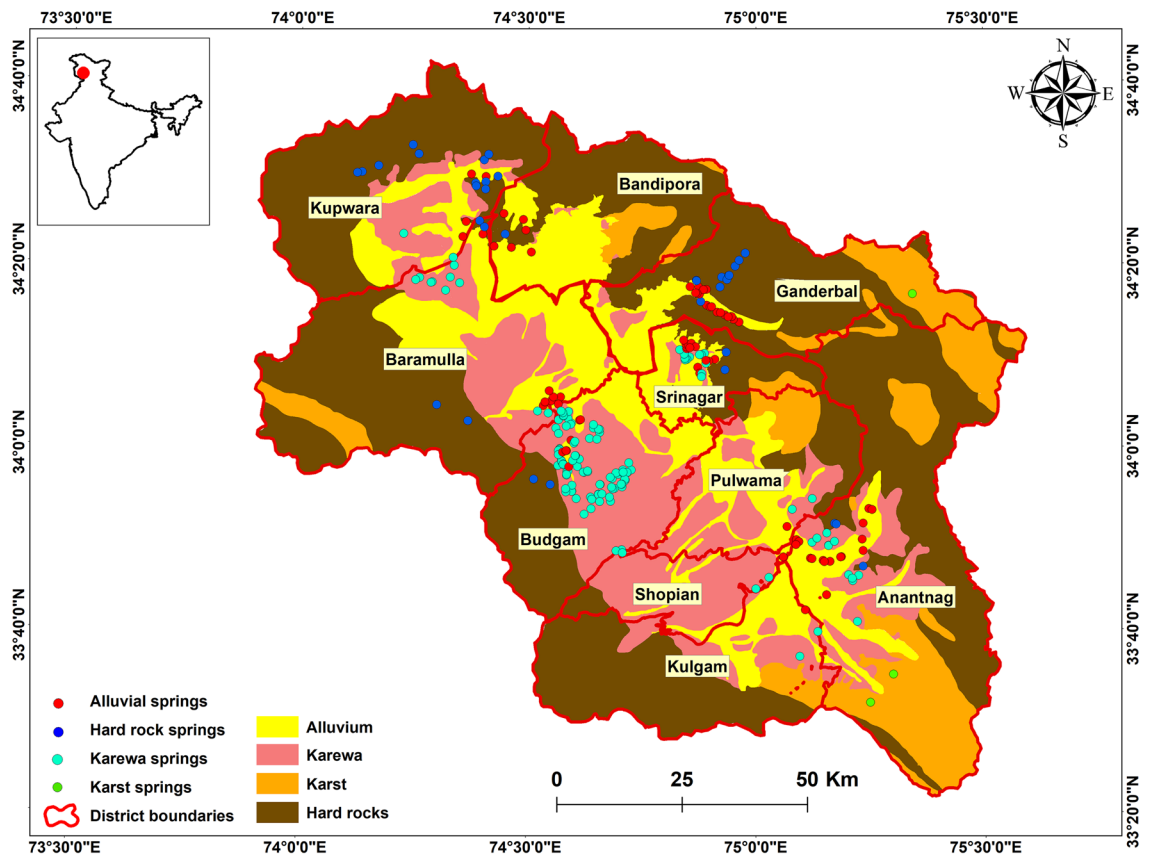 73°30'0"E 74°0'0"E 74°30'0"E 75°0'0"E 75°30'0"E
34°40'0"N
34°40'0"N
N
W E
S
Bandipora
Kupwara
34°20'0"N
34°20'0"N
Ganderbal
Baramulla
Srinagar
34°0'0"N
34°0'0"N
Pulwama
Budgam
Shopian
Anantnag
33°40'0"N
33°40'0"N
Kulgam
Alluvial springs
Hard rock springs
Karewa springs
Karst springs
District boundaries
Alluvium
Karewa
Karst
Hard rocks
0 25 50 Km
33°20'0"N
73°30'0"E 74°0'0"E 74°30'0"E 75°0'0"E 75°30'0"E